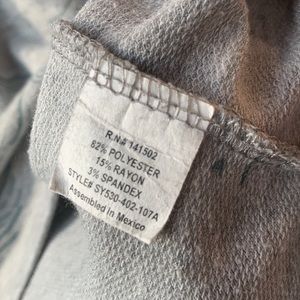 RN# 141502
82% POLYESTER
15% RAYON
3% SPANDEX
STYLE# SY530-402-107A
Assembled in Mexico